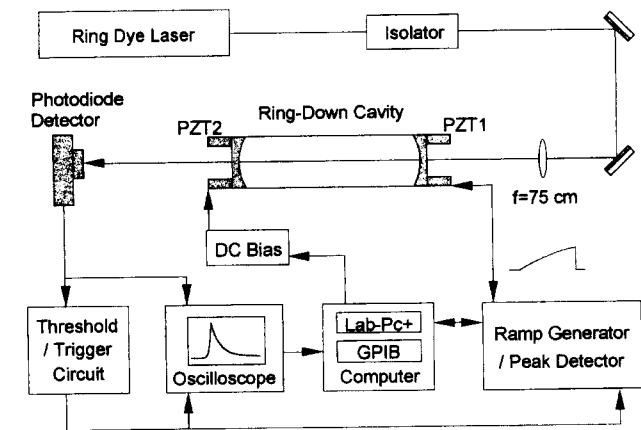 Ring Dye Laser
Isolator
Photodiode
Detector
Ring-Down Cavity
PZT2
PZT1
f=75 cm
DC Bias
Threshold
/ Trigger
Circuit
Oscilloscope
Lab-Pc+
GPIB
Computer
Ramp Generator
/ Peak Detector